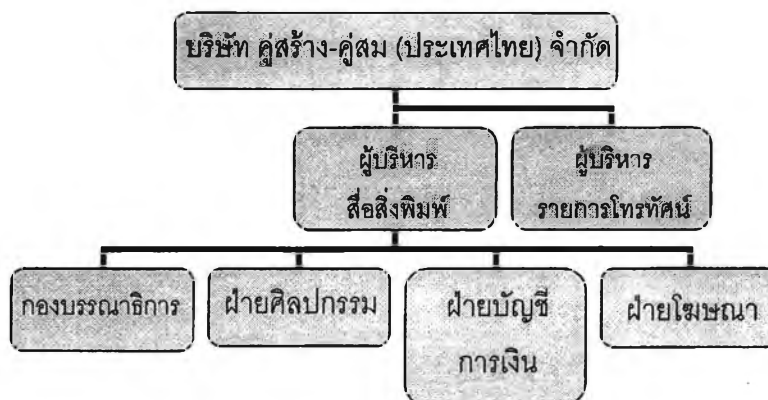 บริษัท คู่สร้าง-คู่สม (ประเทศไทย) จำกัด
ผู้บริหาร
สื่อสิ่งพิมพ์
ผู้บริหาร
รายการโทรทัศน์
กองบรรณาธิการ
ฝ่ายศิลปกรรม
ฝ่ายบัญชี
การเงิน
ฝ่ายโฆษณา